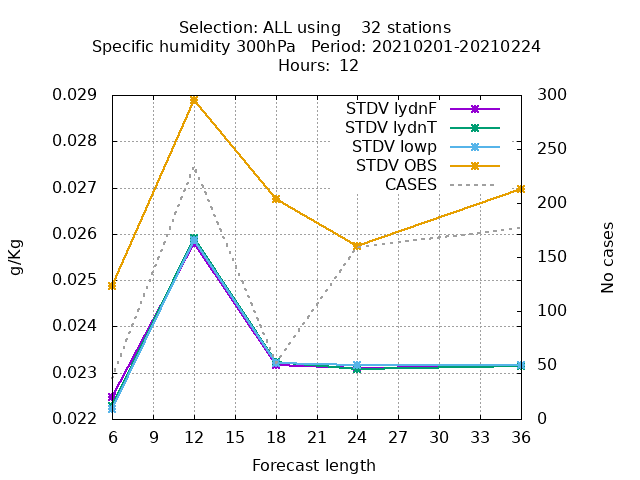 Selection: ALL using    32 stations
Specific humidity 300hPa   Period: 20210201-20210224
Hours:  12
STDV lydnF
STDV lydnT
STDV lowp
STDV OBS
CASES
0.029
0.028
0.027
0.026
0.025
0.024
0.023
0.022
300
250
200
150
100
50
0
g/Kg
No cases
6 9 12 15 18 21 24 27 30 33 36
Forecast length